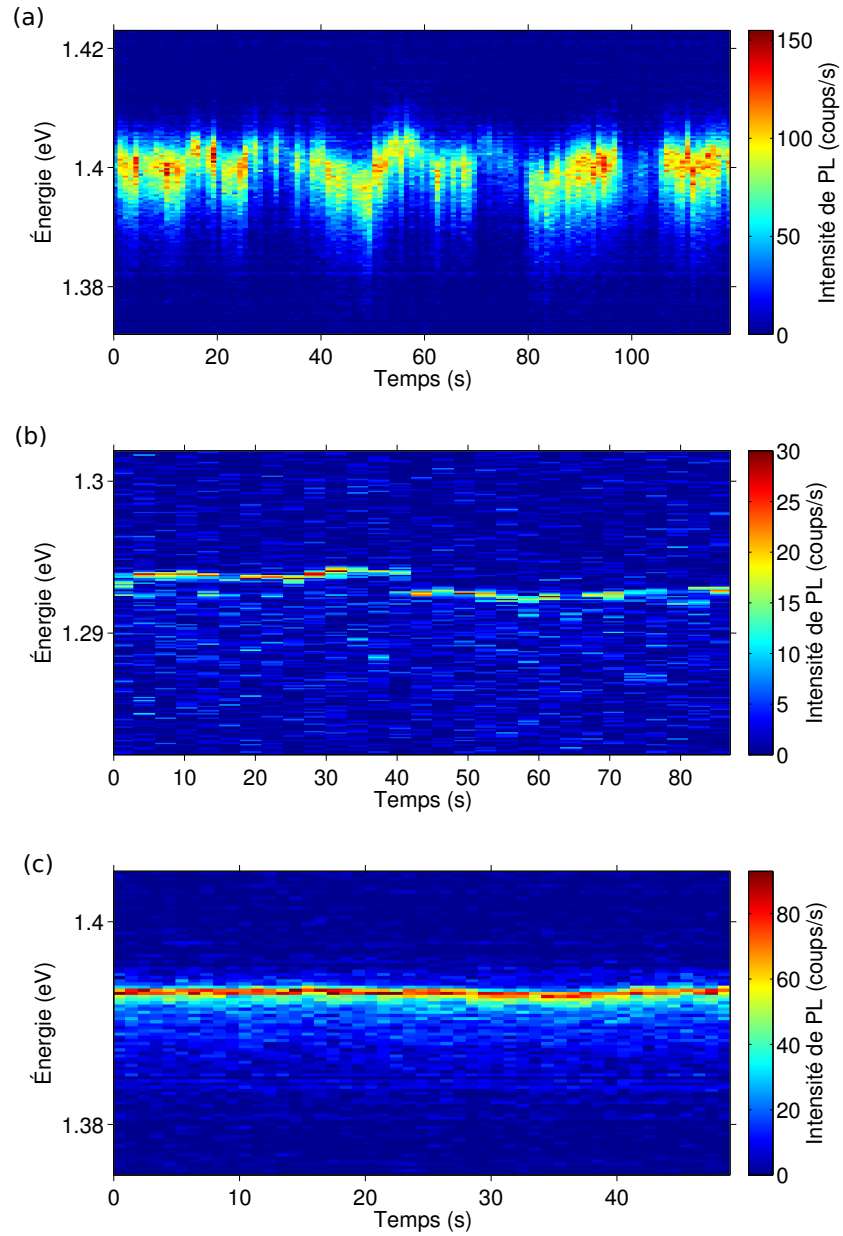 (a)
1.42
1.4
1.38
Énergie (eV)
0 20 40 60 80 100
Temps (s)
150
100
50
0
Intensité de PL (coups/s)
(b)
1.3
1.29
Énergie (eV)
0 10 20 30 40 50 60 70 80
Temps (s)
30
25
20
15
10
5
0
Intensité de PL (coups/s)
(c)
1.4
1.38
Énergie (eV)
0 10 20 30 40
Temps (s)
80
60
40
20
0
Intensité de PL (coups/s)